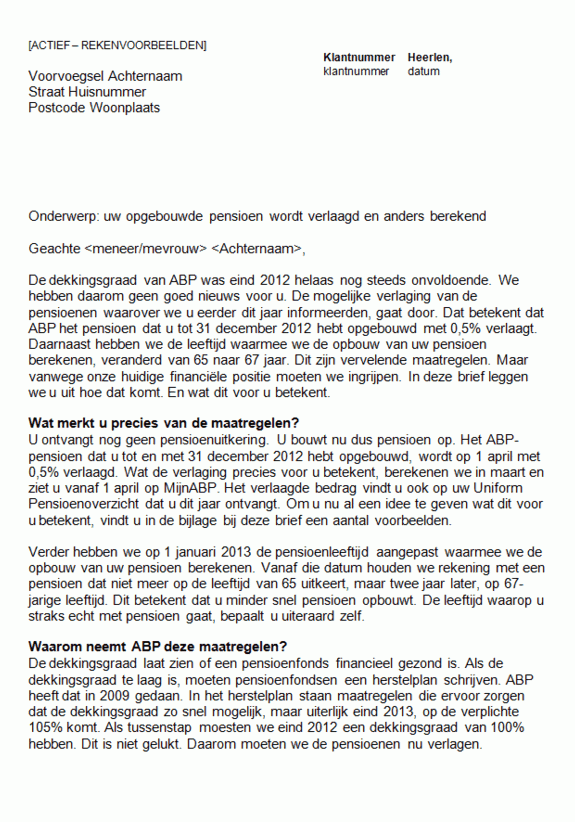 [ACTIEF – REKENVOORBEELDEN]
Klantnummer Heerlen,
klantnummer datum
Voorvoegsel Achternaam
Straat Huisnummer
Postcode Woonplaats
Onderwerp: uw opgebouwde pensioen wordt verlaagd en anders berekend
Geachte <meneer/mevrouw> <Achternaam>,
De dekkingsgraad van ABP was eind 2012 helaas nog steeds onvoldoende. We
hebben daarom geen goed nieuws voor u. De mogelijke verlaging van de
pensioenen waarover we u eerder dit jaar informeerden, gaat door. Dat betekent dat
ABP het pensioen dat u tot 31 december 2012 hebt opgebouwd met 0,5% verlaagt.
Daarnaast hebben we de leeftijd waarmee we de opbouw van uw pensioen
berekenen, veranderd van 65 naar 67 jaar. Dit zijn vervelende maatregelen. Maar
vanwege onze huidige financiële positie moeten we ingrijpen. In deze brief leggen
we u uit hoe dat komt. En wat dit voor u betekent.
Wat merkt u precies van de maatregelen?
U ontvangt nog geen pensioenuitkering. U bouwt nu dus pensioen op. Het ABP-
pensioen dat u tot en met 31 december 2012 hebt opgebouwd, wordt op 1 april met
0,5% verlaagd. Wat de verlaging precies voor u betekent, berekenen we in maart en
ziet u vanaf 1 april op MijnABP. Het verlaagde bedrag vindt u ook op uw Uniform
Pensioenoverzicht dat u dit jaar ontvangt. Om u nu al een idee te geven wat dit voor
u betekent, vindt u in de bijlage bij deze brief een aantal voorbeelden.
Verder hebben we op 1 januari 2013 de pensioenleeftijd aangepast waarmee we de
opbouw van uw pensioen berekenen. Vanaf die datum houden we rekening met een
pensioen dat niet meer op de leeftijd van 65 uitkeert, maar twee jaar later, op 67-
jarige leeftijd. Dit betekent dat u minder snel pensioen opbouwt. De leeftijd waarop u
straks echt met pensioen gaat, bepaalt u uiteraard zelf.
Waarom neemt ABP deze maatregelen?
De dekkingsgraad laat zien of een pensioenfonds financieel gezond is. Als de
dekkingsgraad te laag is, moeten pensioenfondsen een herstelplan schrijven. ABP
heeft dat in 2009 gedaan. In het herstelplan staan maatregelen die ervoor zorgen
dat de dekkingsgraad zo snel mogelijk, maar uiterlijk eind 2013, op de verplichte
105% komt. Als tussenstap moesten we eind 2012 een dekkingsgraad van 100%
hebben. Dit is niet gelukt. Daarom moeten we de pensioenen nu verlagen.